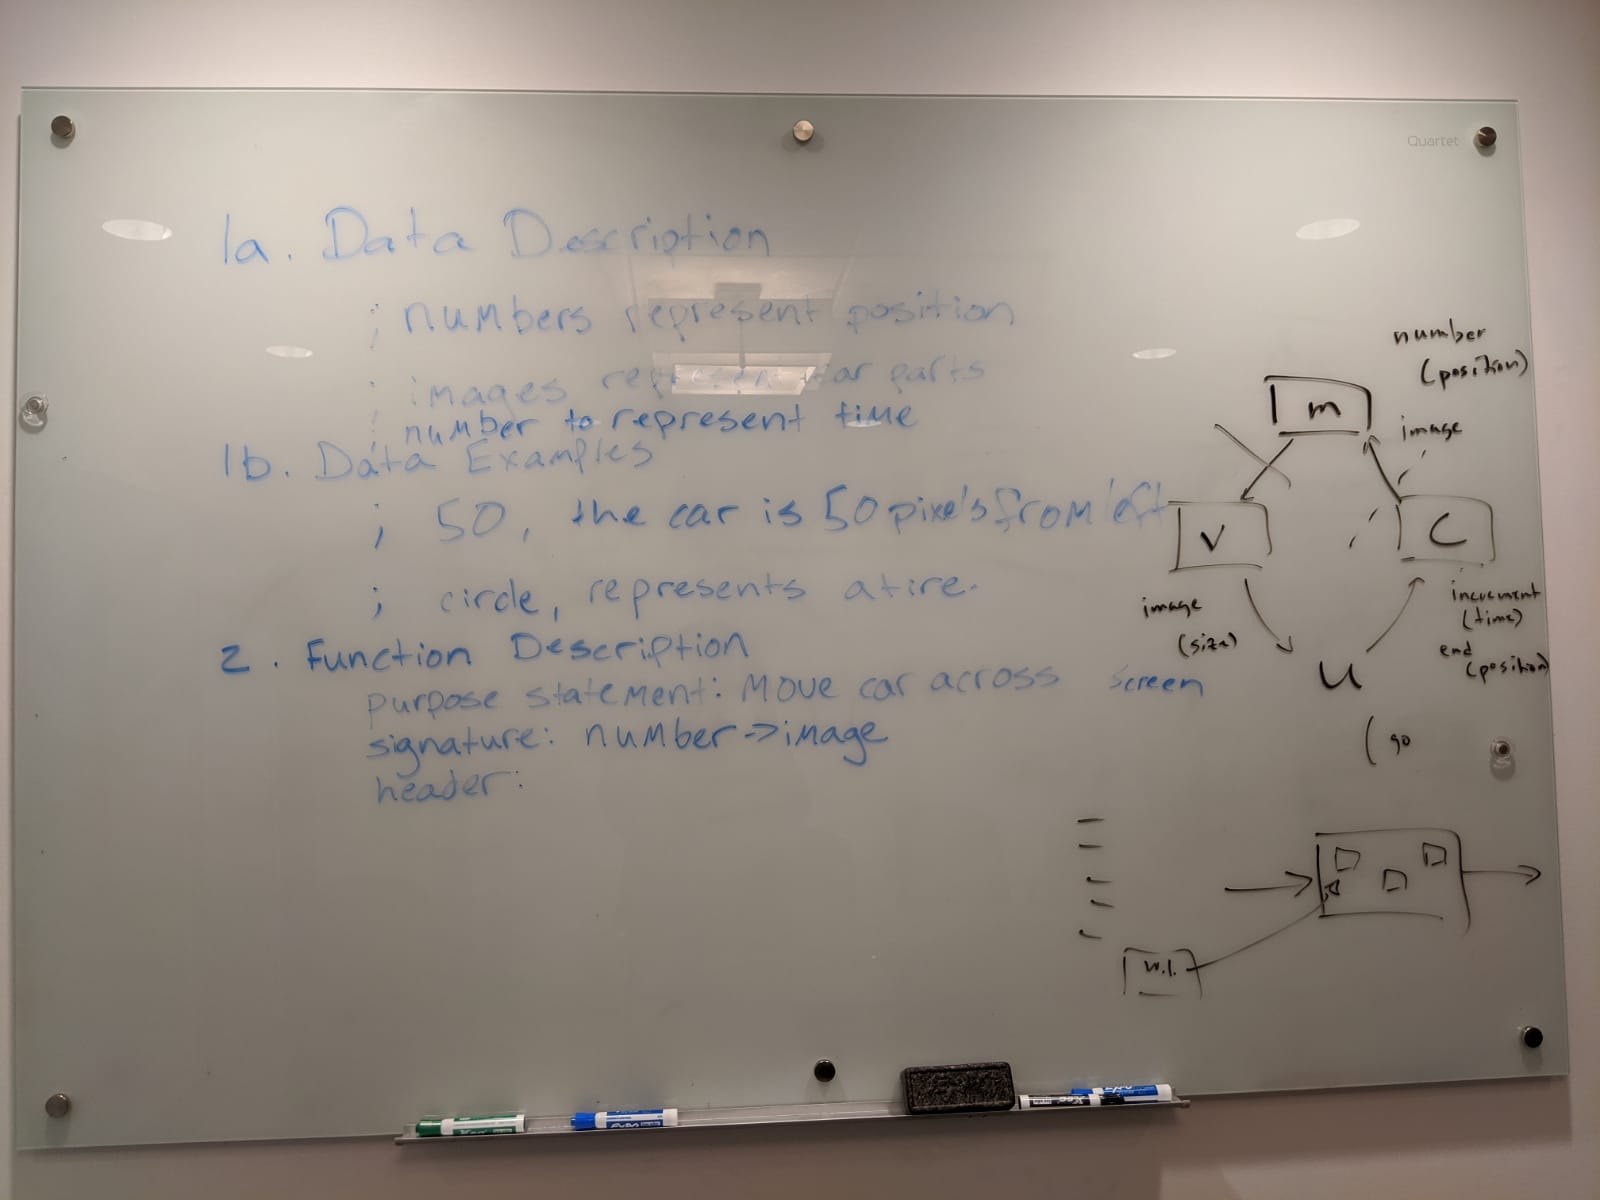 Quartet
1a. Data Description
; numbers represent position
; images represent car parts
; number to represent time
1b. Data Examples
; 50, the car is 50 pixels from left
; circle, represents a tire.
2. Function Description
purpose statement: Move car across screen
signature: number->image
header:
number
(position)
m
image
V
C
image
(size)
increment
(time)
end
(position)
U
(go
w.l.
EXPO